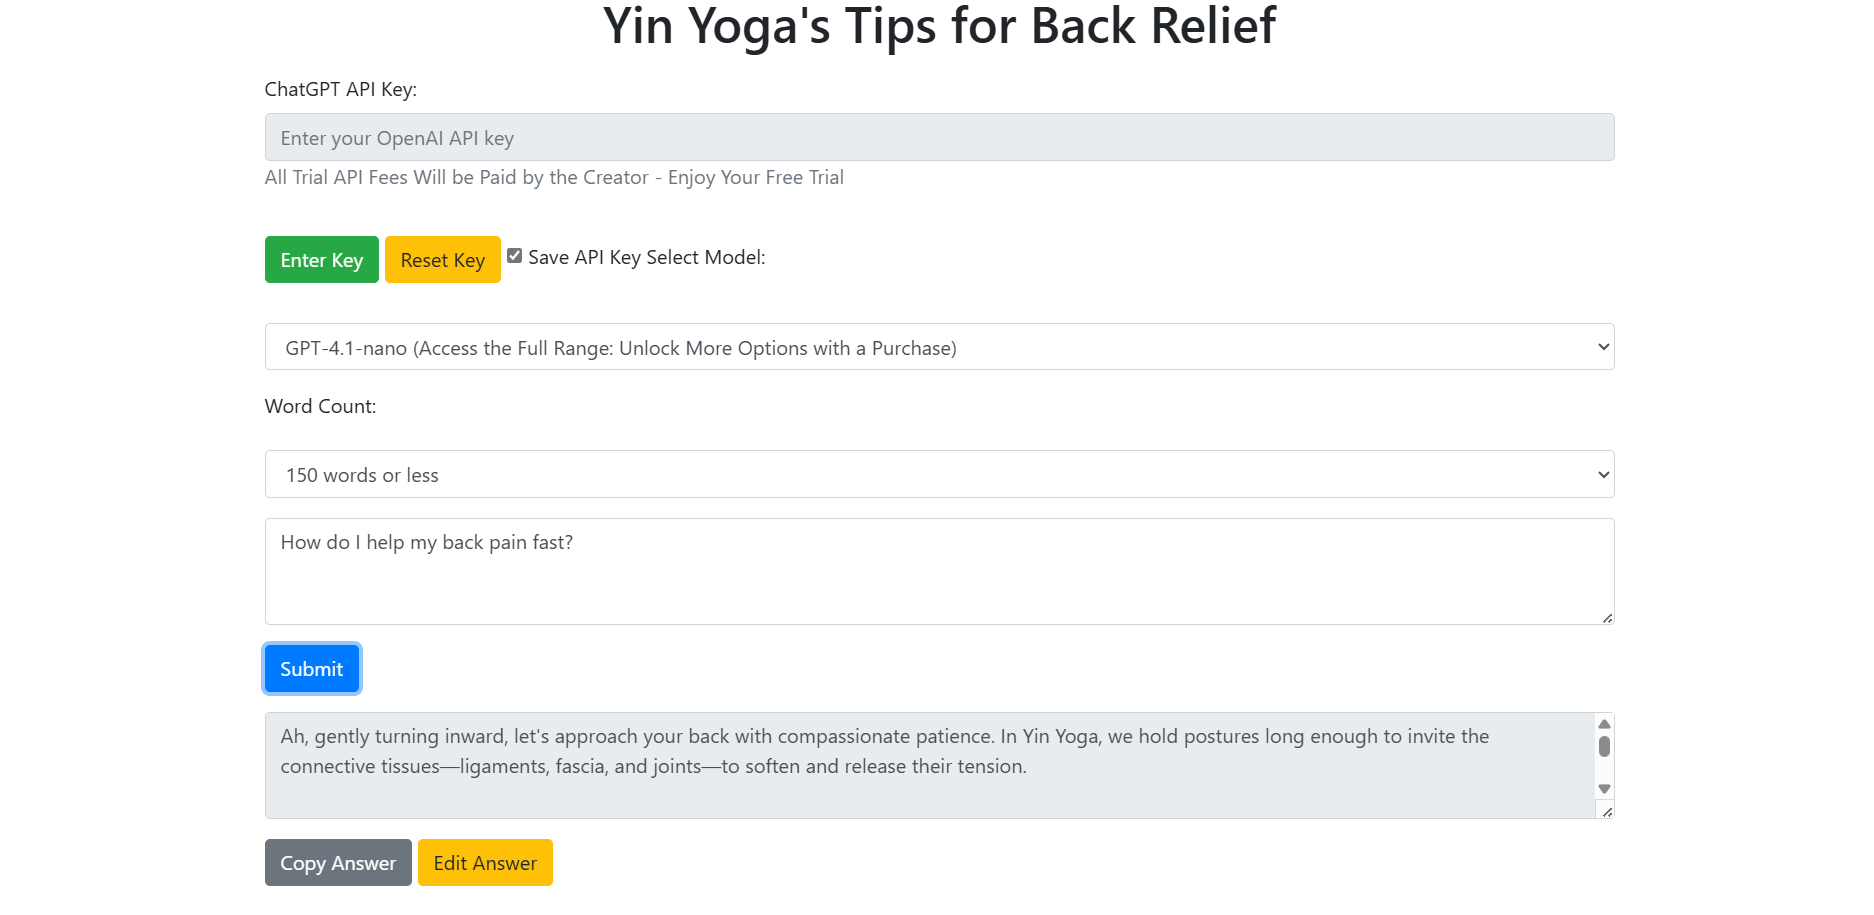 Yin Yoga's Tips for Back Relief
ChatGPT API Key:
Enter your OpenAI API key
All Trial API Fees Will be Paid by the Creator - Enjoy Your Free Trial
Enter Key Reset Key Save API Key Select Model:
GPT-4.1-nano (Access the Full Range: Unlock More Options with a Purchase)
Word Count:
150 words or less
How do I help my back pain fast?
Submit
Ah, gently turning inward, let's approach your back with compassionate patience. In Yin Yoga, we hold postures long enough to invite the
connective tissues—ligaments, fascia, and joints—to soften and release their tension.
Copy Answer Edit Answer